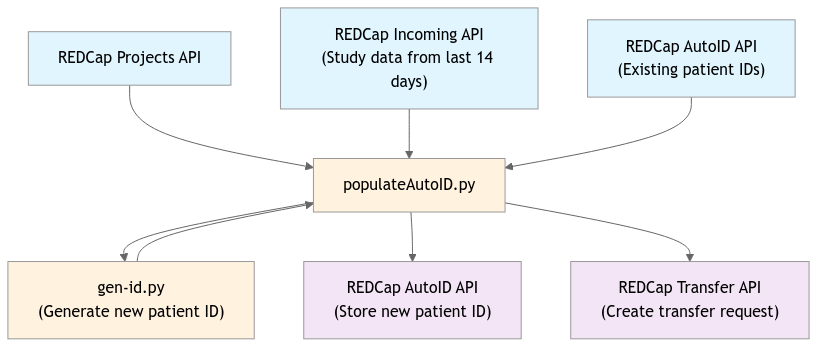 REDCap Projects API
REDCap Incoming API
(Study data from last 14
days)
REDCap AutoID API
(Existing patient IDs)
populateAutoID.py
gen-id.py
(Generate new patient ID)
REDCap AutoID API
(Store new patient ID)
REDCap Transfer API
(Create transfer request)